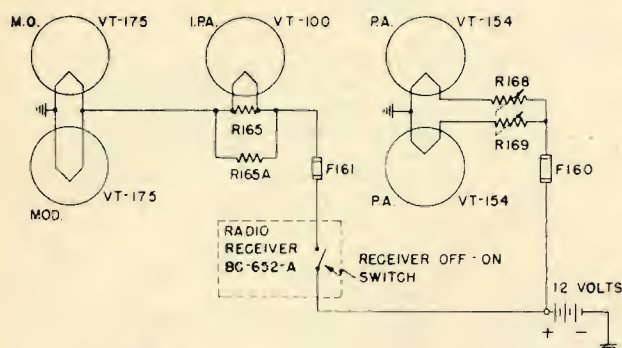 M.O. VT-175
I.P.A. VT-100
P.A. VT-154
R165
R165A
F161
R168
R169
F160
MOD. VT-175
P.A. VT-154
RADIO
RECEIVER
BC-652-A
RECEIVER OFF-ON
SWITCH
12 VOLTS
+ -